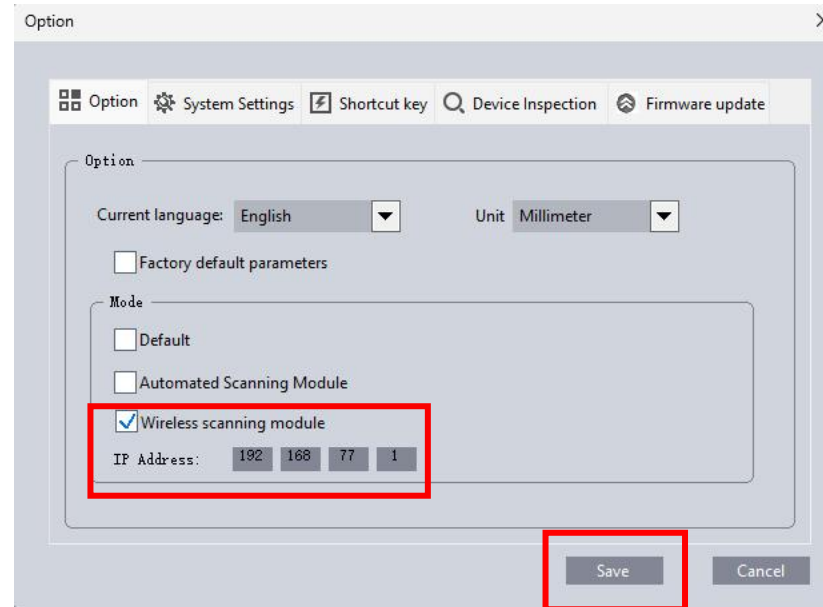 Option
Option System Settings Shortcut key Device Inspection Firmware update
Option
Current language: English Unit Millimeter
Factory default parameters
Mode
Default
Automated Scanning Module
Wireless scanning module
IP Address: 192 168 77 1
Save Cancel